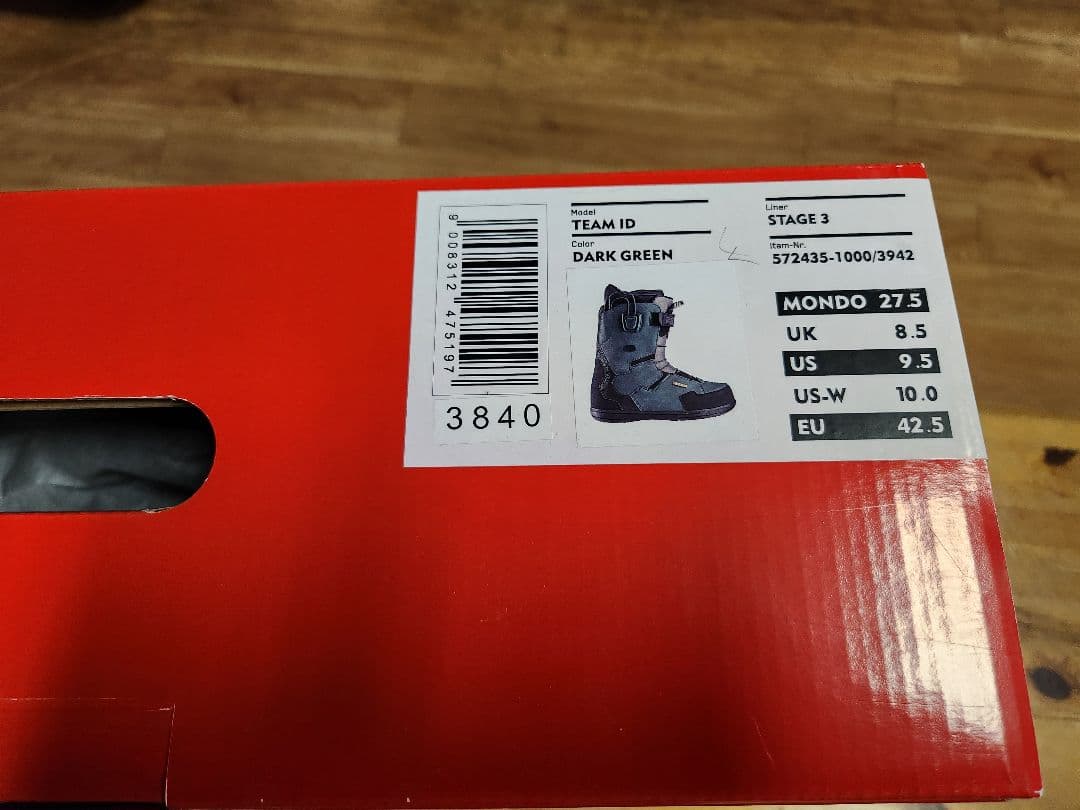 9 008312 475197
3840
Model
TEAM ID
Color
DARK GREEN
Liner
STAGE 3
Item-Nr.
572435-1000/3942
MONDO 27.5
UK 8.5
US 9.5
US-W 10.0
EU 42.5